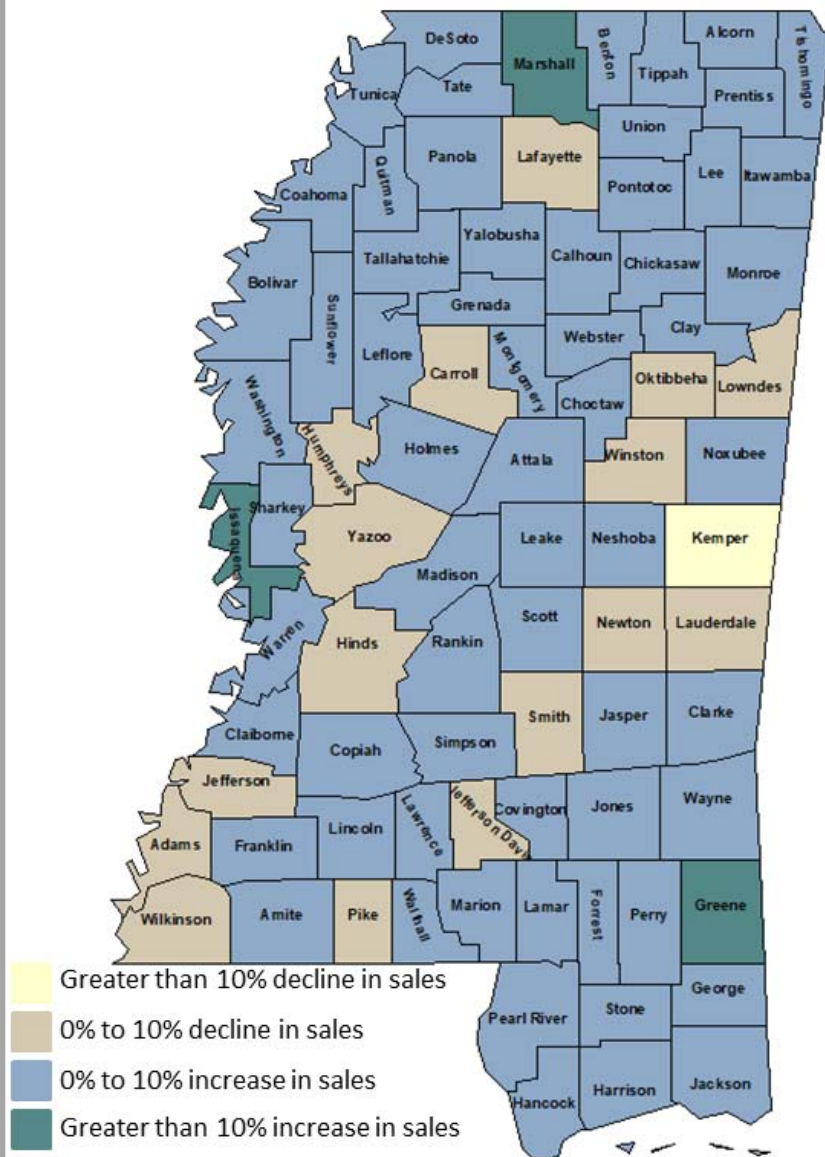 DeSoto
Marshall
Benton
Tippah
Alcorn
Tishomingo
Prentiss
Tunica
Tate
Union
Panola
Lafayette
Quitman
Pontotoc
Lee
Itawamba
Coahoma
Tallahatchie
Yalobusha
Calhoun
Chickasaw
Monroe
Bolivar
Sunflower
Grenada
Leflore
Webster
Clay
Carroll
Montgomery
Choctaw
Oktibbeha
Lowndes
Washington
Humphreys
Holmes
Attala
Winston
Noxubee
Issaquena
Sharkey
Yazoo
Leake
Neshoba
Kemper
Madison
Warren
Hinds
Rankin
Scott
Newton
Lauderdale
Claiborne
Copiah
Simpson
Smith
Jasper
Clarke
Jefferson
Adams
Franklin
Lincoln
Lawrence
Jefferson Davis
Covington
Jones
Wayne
Wilkinson
Amite
Pike
Walthall
Marion
Lamar
Forrest
Perry
Greene
Pearl River
Stone
George
Hancock
Harrison
Jackson
Greater than 10% decline in sales
0% to 10% decline in sales
0% to 10% increase in sales
Greater than 10% increase in sales